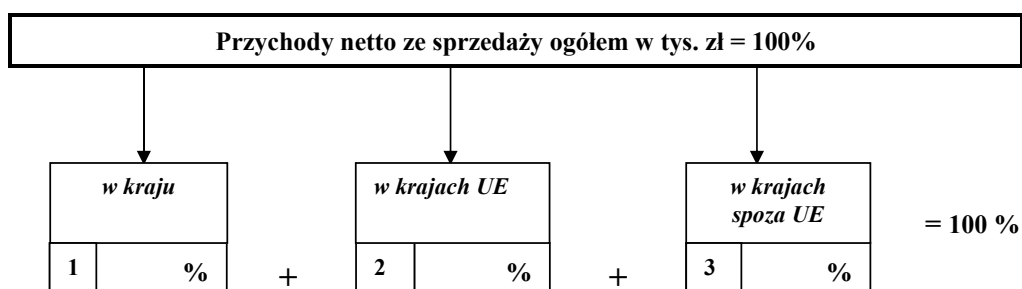 Przychody netto ze sprzedaży ogółem w tys. zł = 100%
w kraju
w krajach UE
w krajach
spoza UE
= 100 %
1 % + 2 % + 3 %